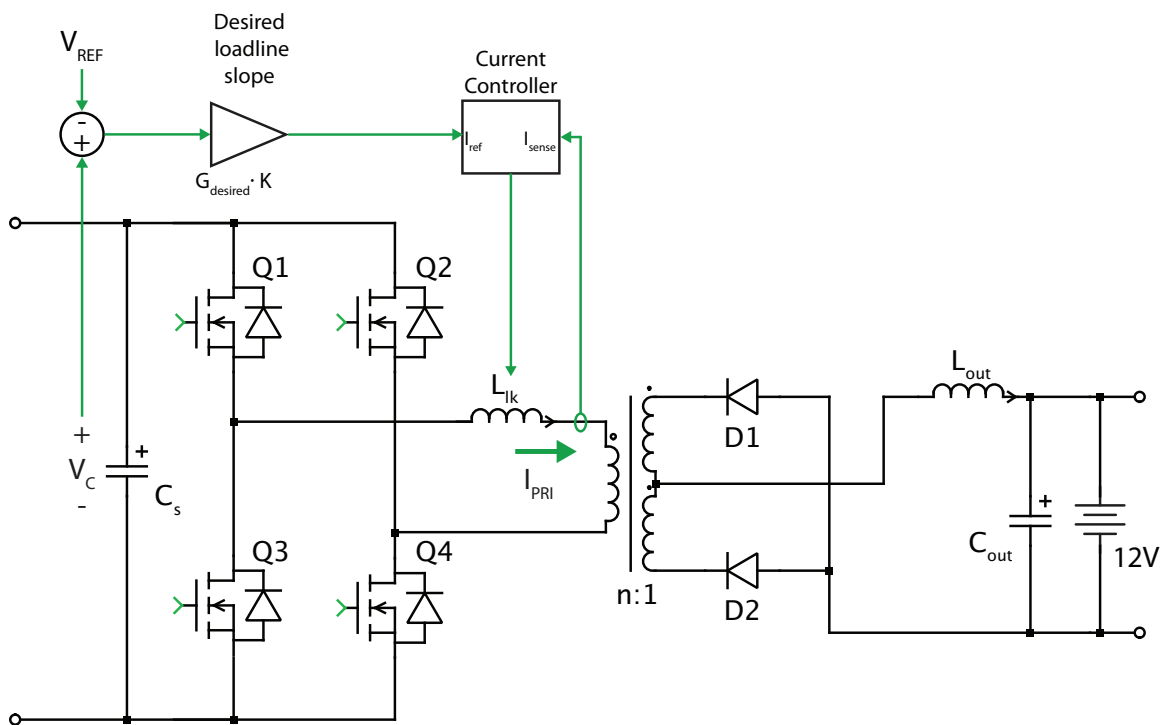 Desired
loadline
slope
V_REF
Current
Controller
-
+
I_ref
I_sense
G_desired · K
Q1
Q2
L_lk
L_out
+
V_C
-
+
C_s
I_PRI
D1
+
C_out
12V
Q3
Q4
n:1
D2